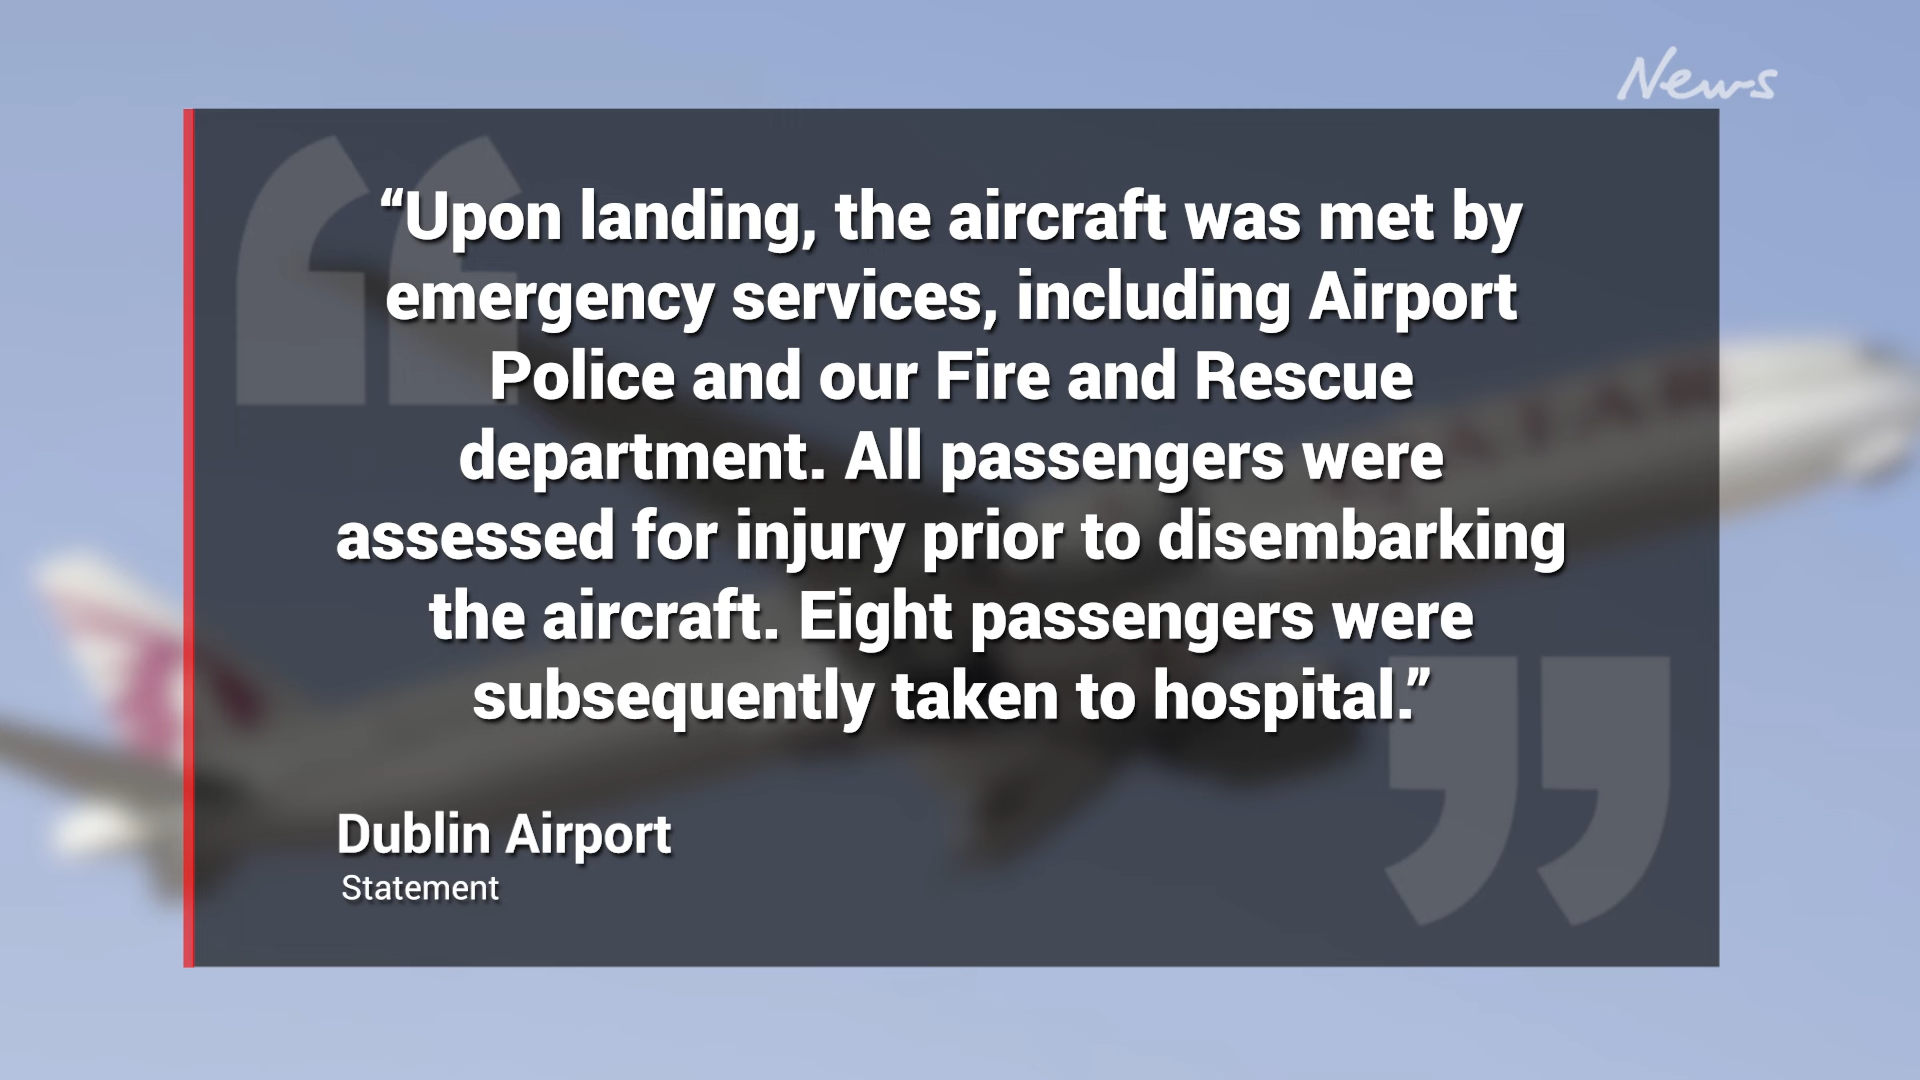 News
“Upon landing, the aircraft was met by
emergency services, including Airport
Police and our Fire and Rescue
department. All passengers were
assessed for injury prior to disembarking
the aircraft. Eight passengers were
subsequently taken to hospital.”
Dublin Airport
Statement